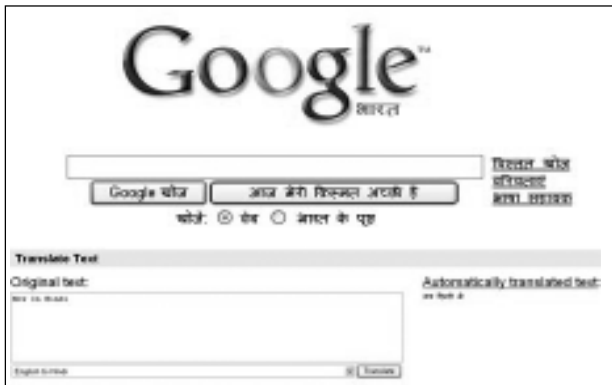 Google™
भारत
विस्तृत खोज
वरीयताएं
Google खोज आज मेरी किस्मत अच्छी है
भाषा सहायक
खोजें: वेब भारत के पृष्ठ
Translate Text
Original text: Automatically translated text:
English to Hindi Translate